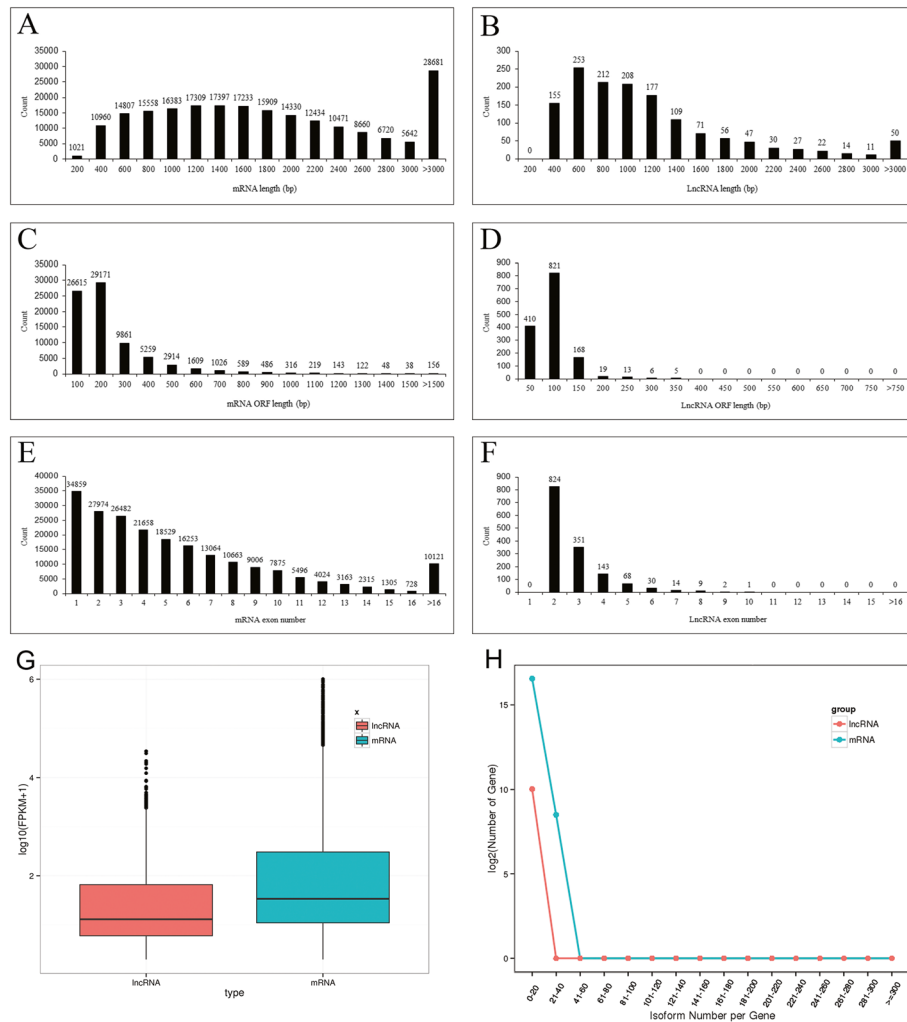 A
35000
30000
25000
20000
15000
10000
5000
0
Count
1021 10960 14807 15558 16383 17309 17397 17233 15909 14330 12434 10471 8660 6720 5642 28681
200 400 600 800 1000 1200 1400 1600 1800 2000 2200 2400 2600 2800 3000 >3000
mRNA length (bp)
B
300
250
200
150
100
50
0
Count
0 155 253 212 208 177 109 71 56 47 30 27 22 14 11 50
200 400 600 800 1000 1200 1400 1600 1800 2000 2200 2400 2600 2800 3000 >3000
LncRNA length (bp)
C
35000
30000
25000
20000
15000
10000
5000
0
Count
26615 29171 9861 5259 2914 1609 1026 589 486 316 219 143 122 48 38 156
100 200 300 400 500 600 700 800 900 1000 1100 1200 1300 1400 1500 >1500
mRNA ORF length (bp)
D
900
800
700
600
500
400
300
200
100
0
Count
410 821 168 19 13 6 5 0 0 0 0 0 0 0 0 0
50 100 150 200 250 300 350 400 450 500 550 600 650 700 750 >750
LncRNA ORF length (bp)
E
40000
35000
30000
25000
20000
15000
10000
5000
0
Count
34859 27974 26482 21658 18529 16253 13064 10663 9006 7875 5496 4024 3163 2315 1305 728 10121
1 2 3 4 5 6 7 8 9 10 11 12 13 14 15 16 >16
mRNA exon number
F
900
800
700
600
500
400
300
200
100
0
Count
0 824 351 143 68 30 14 9 2 1 0 0 0 0 0 0
1 2 3 4 5 6 7 8 9 10 11 12 13 14 15 >16
LncRNA exon number
G
6
4
2
log10(FPKM+1)
x
lncRNA
mRNA
lncRNA mRNA
type
H
15
10
5
0
log2(Number of Gene)
group
lncRNA
mRNA
0-20 21-40 41-60 61-80 81-100 101-120 121-140 141-160 161-180 181-200 201-220 221-240 241-260 261-280 281-300 >=300
Isoform Number per Gene